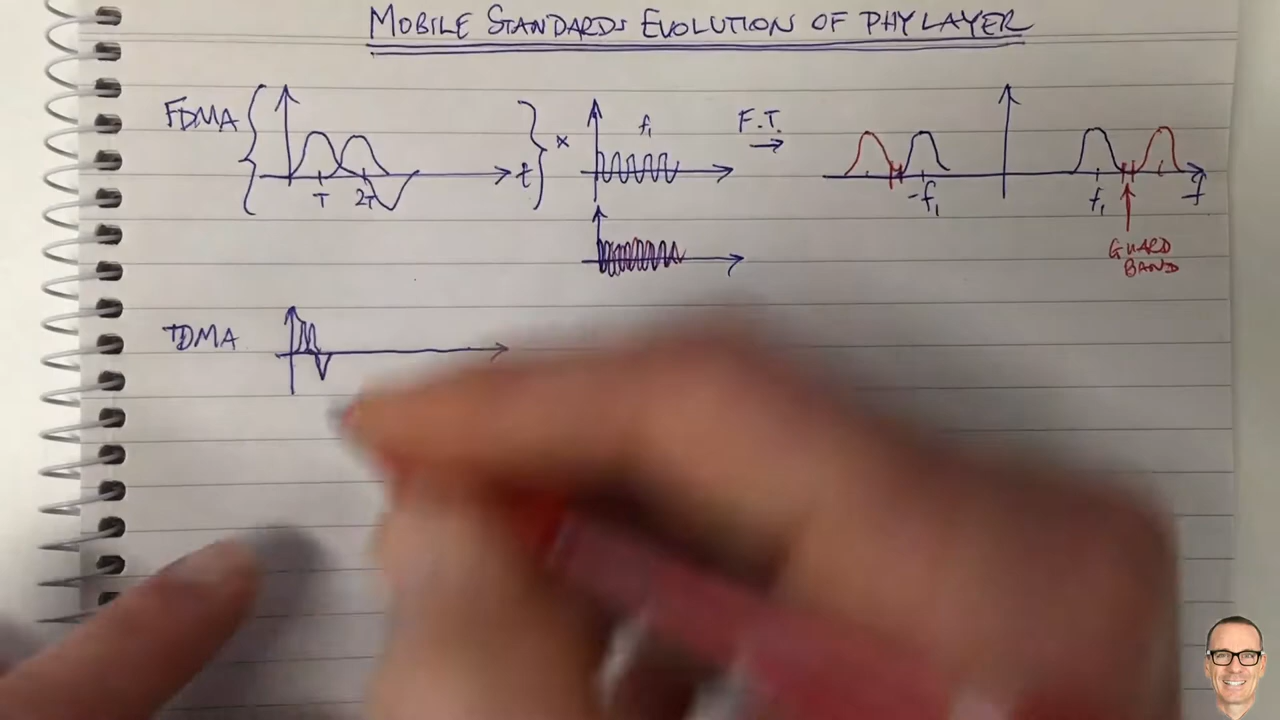 MOBILE STANDARDS EVOLUTION OF PHY LAYER
FDMA
t
×
f₁
F.T.
T
2T
-f₁
f₁
f
GUARD
BAND
TDMA